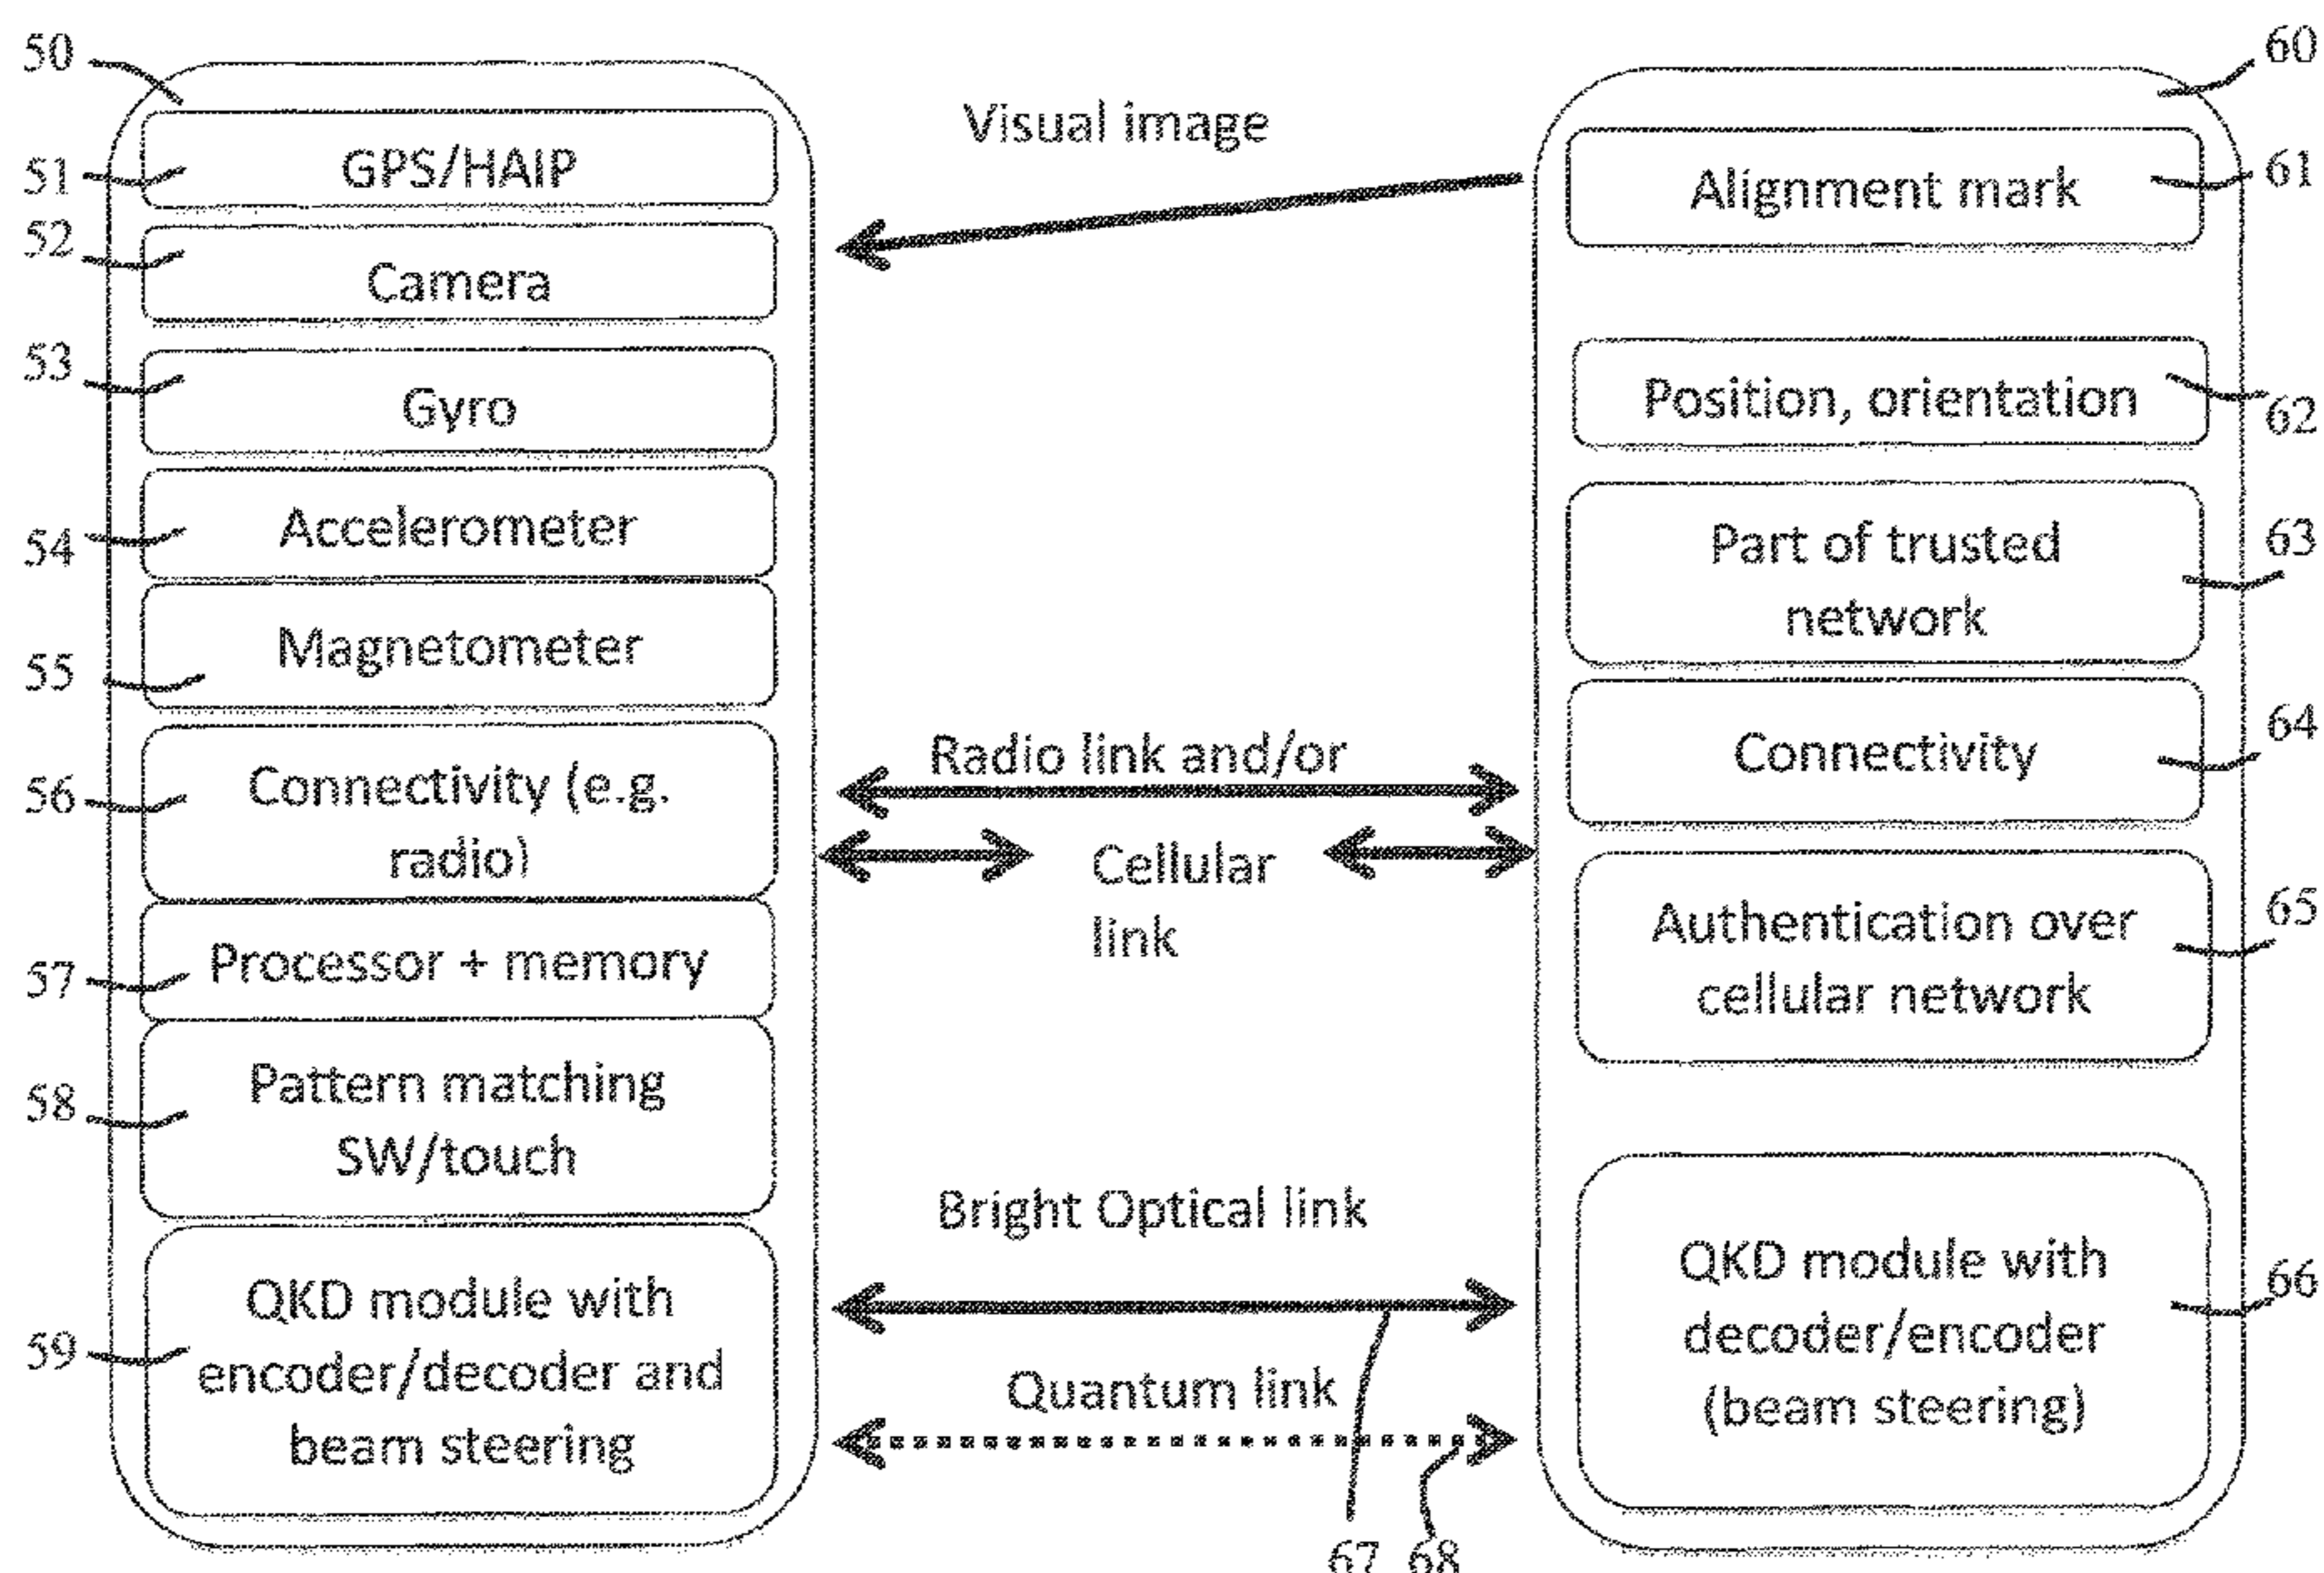 50
51
GPS/HAIP
52
Camera
53
Gyro
54
Accelerometer
55
Magnetometer
56
Connectivity (e.g.
radio)
57
Processor + memory
58
Pattern matching
SW/touch
59
QKD module with
encoder/decoder and
beam steering
Visual image
Radio link and/or
Cellular
link
Bright Optical link
Quantum link
67 68
60
Alignment mark
61
Position, orientation
62
Part of trusted
network
63
Connectivity
64
Authentication over
cellular network
65
QKD module with
decoder/encoder
(beam steering)
66